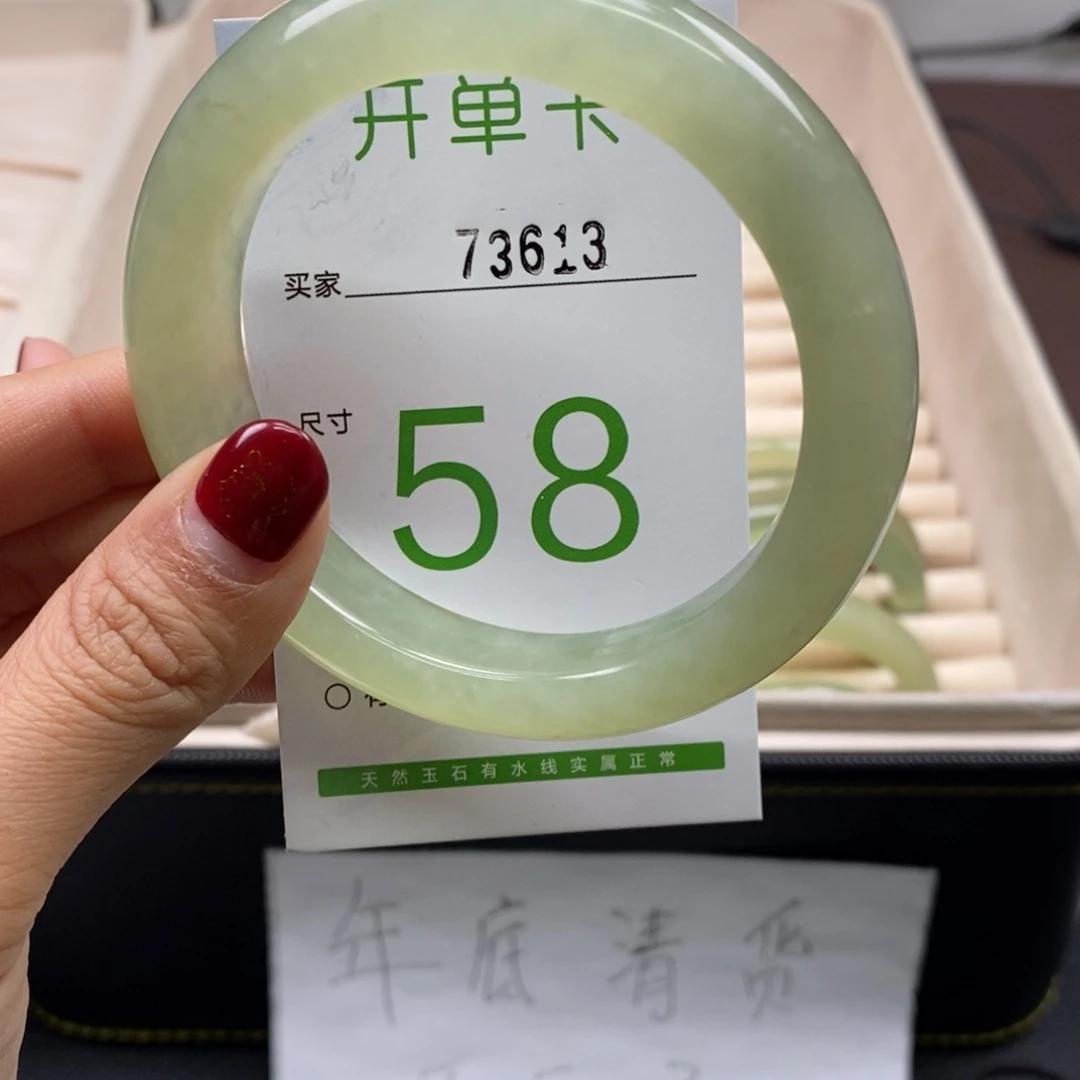 开单卡
买家 73613
尺寸 58
天然玉石有水线实属正常
年底清货